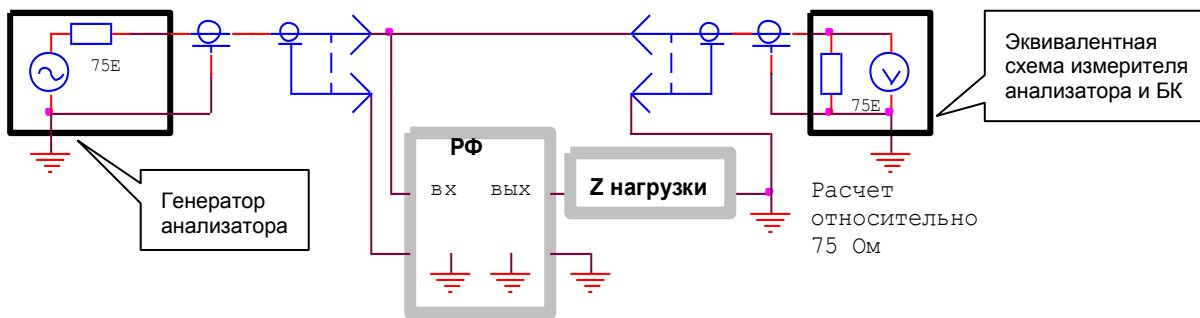 75E
Генератор
анализатора
РФ
вх вых
Z нагрузки
75E
Расчет
относительно
75 Ом
Эквивалентная
схема измерителя
анализатора и БК
V